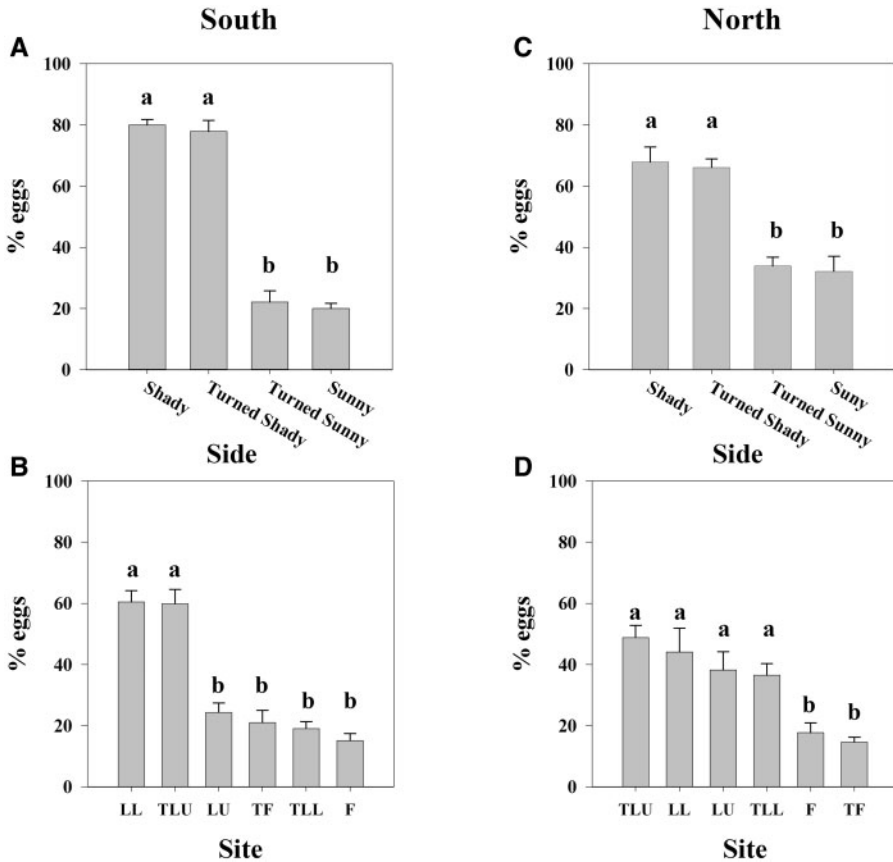 South
A
100
80
60
40
20
0
% eggs
a a b b
Shady
Turned Shady
Turned Sunny
Sunny
Side
B
100
80
60
40
20
0
% eggs
a a b b b b
LL TLU LU TF TLL F
Site
North
C
100
80
60
40
20
0
% eggs
a a b b
Shady
Turned Shady
Turned Sunny
Suny
Side
D
100
80
60
40
20
0
% eggs
a a a a b b
TLU LL LU TLL F TF
Site